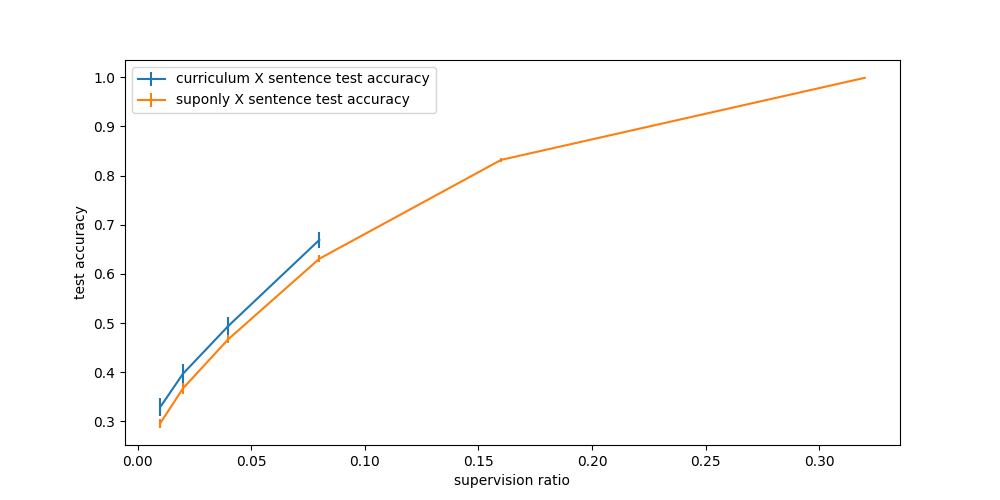 curriculum X sentence test accuracy
suponly X sentence test accuracy
1.0
0.9
0.8
0.7
0.6
0.5
0.4
0.3
test accuracy
0.00 0.05 0.10 0.15 0.20 0.25 0.30
supervision ratio